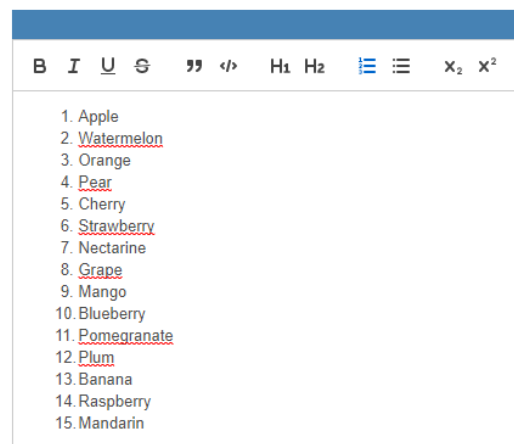 B I U S ” </> H1 H2 X₂ X²
1. Apple
2. Watermelon
3. Orange
4. Pear
5. Cherry
6. Strawberry
7. Nectarine
8. Grape
9. Mango
10. Blueberry
11. Pomegranate
12. Plum
13. Banana
14. Raspberry
15. Mandarin